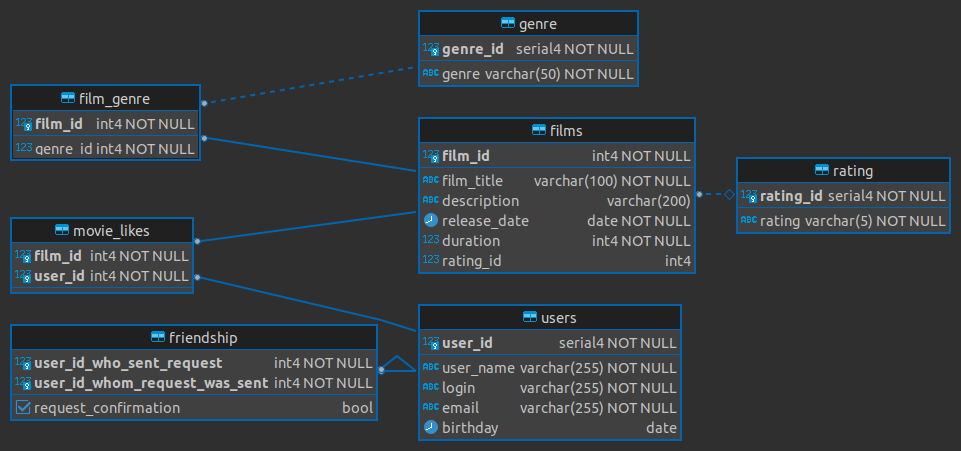 genre
123 genre_id serial4 NOT NULL
ABC genre varchar(50) NOT NULL
film_genre
123 film_id int4 NOT NULL
123 genre_id int4 NOT NULL
films
123 film_id int4 NOT NULL
ABC film_title varchar(100) NOT NULL
ABC description varchar(200)
release_date date NOT NULL
123 duration int4 NOT NULL
123 rating_id int4
rating
123 rating_id serial4 NOT NULL
ABC rating varchar(5) NOT NULL
movie_likes
123 film_id int4 NOT NULL
123 user_id int4 NOT NULL
friendship
123 user_id_who_sent_request int4 NOT NULL
123 user_id_whom_request_was_sent int4 NOT NULL
request_confirmation bool
users
123 user_id serial4 NOT NULL
ABC user_name varchar(255) NOT NULL
ABC login varchar(255) NOT NULL
ABC email varchar(255) NOT NULL
birthday date